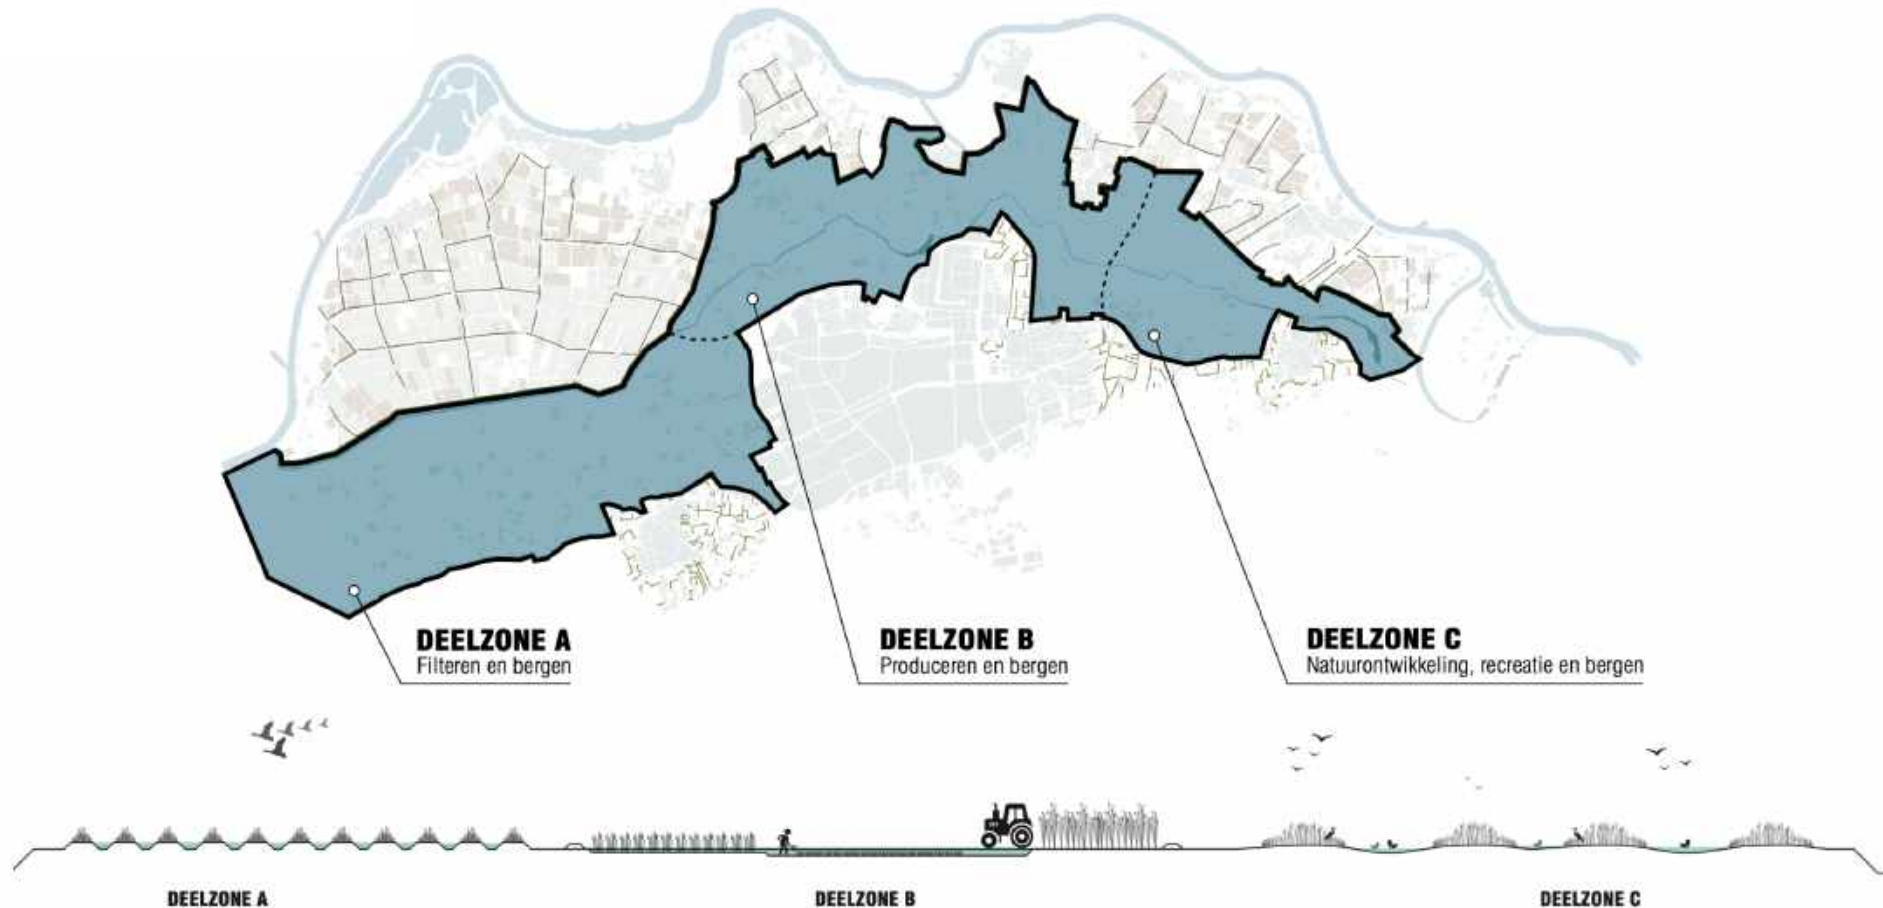 DEELZONE A
Filteren en bergen
DEELZONE B
Produceren en bergen
DEELZONE C
Natuurontwikkeling, recreatie en bergen
DEELZONE A
DEELZONE B
DEELZONE C